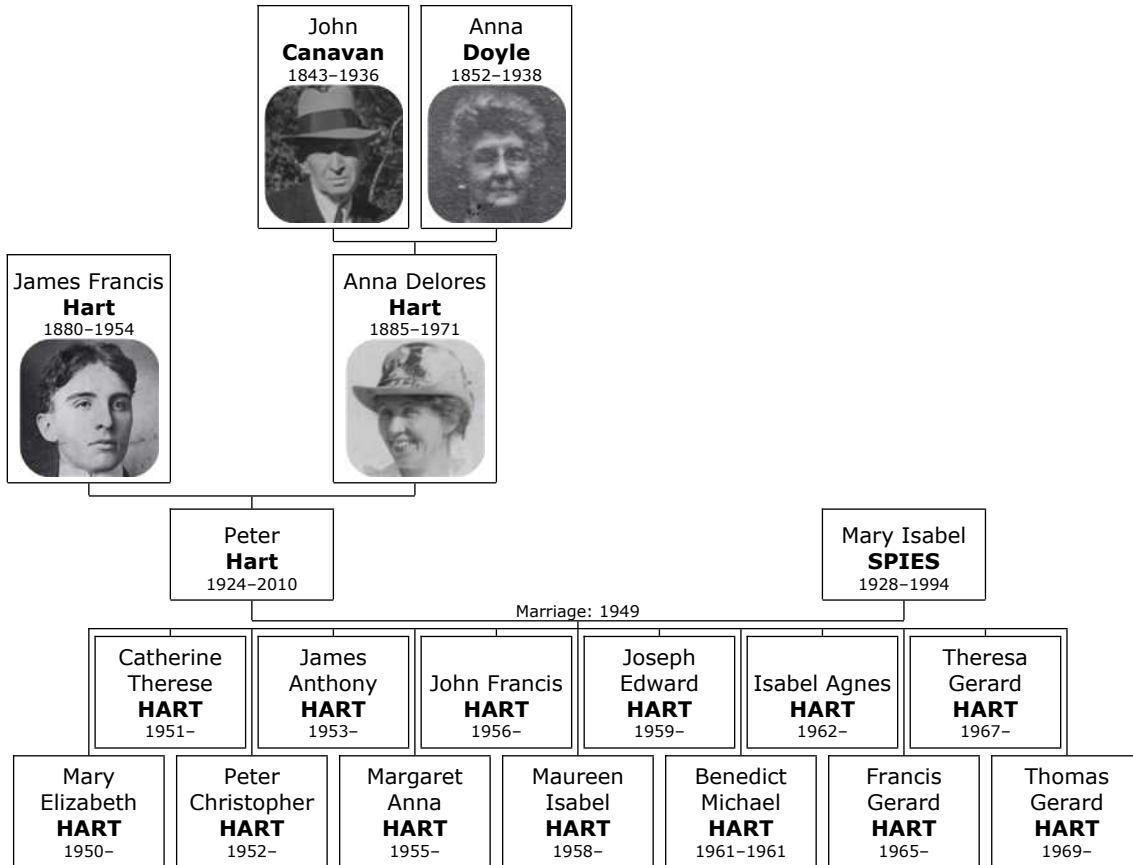 John
Canavan
1843–1936
Anna
Doyle
1852–1938
James Francis
Hart
1880–1954
Anna Delores
Hart
1885–1971
Peter
Hart
1924–2010
Mary Isabel
SPIES
1928–1994
Marriage: 1949
Catherine
Therese
HART
1951–
James
Anthony
HART
1953–
John Francis
HART
1956–
Joseph
Edward
HART
1959–
Isabel Agnes
HART
1962–
Theresa
Gerard
HART
1967–
Mary
Elizabeth
HART
1950–
Peter
Christopher
HART
1952–
Margaret
Anna
HART
1955–
Maureen
Isabel
HART
1958–
Benedict
Michael
HART
1961–1961
Francis
Gerard
HART
1965–
Thomas
Gerard
HART
1969–